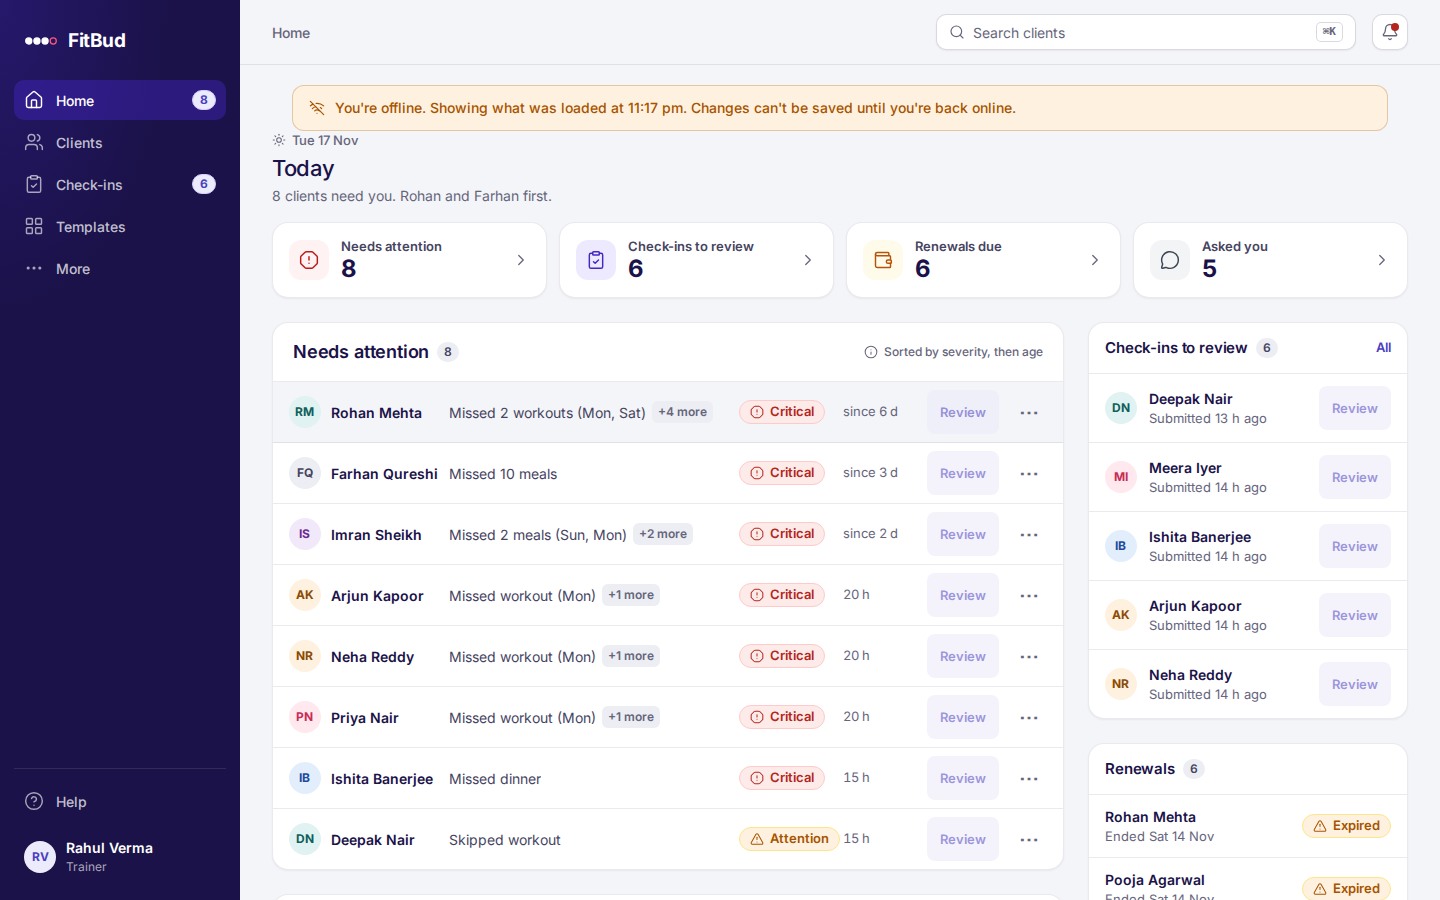 FitBud
Home 8
Clients
Check-ins 6
Templates
More
Help
RV
Rahul Verma
Trainer
Home
Search clients
⌘K
You're offline. Showing what was loaded at 11:17 pm. Changes can't be saved until you're back online.
Tue 17 Nov
Today
8 clients need you. Rohan and Farhan first.
Needs attention
8
Check-ins to review
6
Renewals due
6
Asked you
5
Needs attention 8
Sorted by severity, then age
RM Rohan Mehta Missed 2 workouts (Mon, Sat) +4 more Critical since 6 d Review
FQ Farhan Qureshi Missed 10 meals Critical since 3 d Review
IS Imran Sheikh Missed 2 meals (Sun, Mon) +2 more Critical since 2 d Review
AK Arjun Kapoor Missed workout (Mon) +1 more Critical 20 h Review
NR Neha Reddy Missed workout (Mon) +1 more Critical 20 h Review
PN Priya Nair Missed workout (Mon) +1 more Critical 20 h Review
IB Ishita Banerjee Missed dinner Critical 15 h Review
DN Deepak Nair Skipped workout Attention 15 h Review
Check-ins to review 6 All
DN Deepak Nair
Submitted 13 h ago
Review
MI Meera Iyer
Submitted 14 h ago
Review
IB Ishita Banerjee
Submitted 14 h ago
Review
AK Arjun Kapoor
Submitted 14 h ago
Review
NR Neha Reddy
Submitted 14 h ago
Review
Renewals 6
Rohan Mehta
Ended Sat 14 Nov
Expired
Pooja Agarwal
Ended Sat 14 Nov
Expired